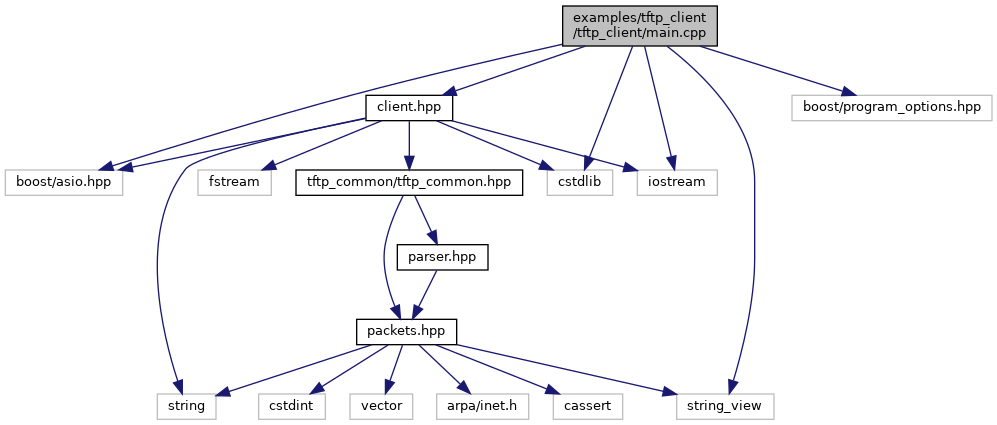 examples/tftp_client
/tftp_client/main.cpp
client.hpp
boost/program_options.hpp
boost/asio.hpp
fstream
tftp_common/tftp_common.hpp
cstdlib
iostream
parser.hpp
packets.hpp
string
cstdint
vector
arpa/inet.h
cassert
string_view